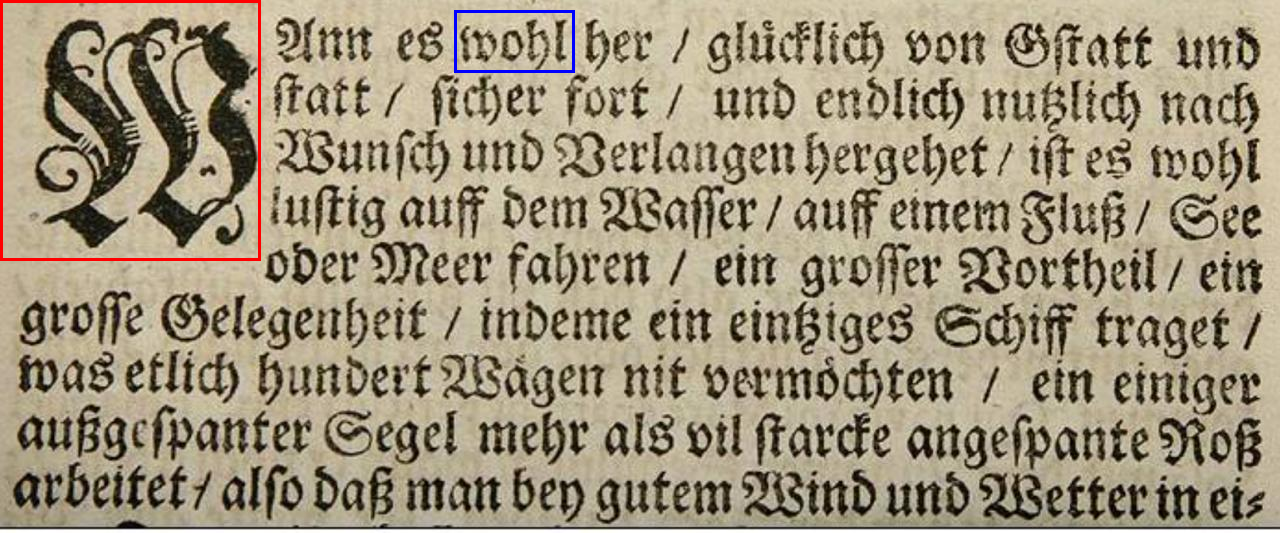 WAnn es wohl her / glücklich von Gstatt und
statt / sicher fort / und endlich nutzlich nach
Wunsch und Verlangen hergehet / ist es wohl
lustig auff dem Wasser / auff einem Fluß / See
oder Meer fahren / ein grosser Vortheil / ein
grosse Gelegenheit / indeme ein eintziges Schiff traget /
was etlich hundert Wägen nit vermöchten / ein einiger
außgespanter Segel mehr als vil starcke angespante Roß
arbeitet / also daß man bey gutem Wind und Wetter in ei-